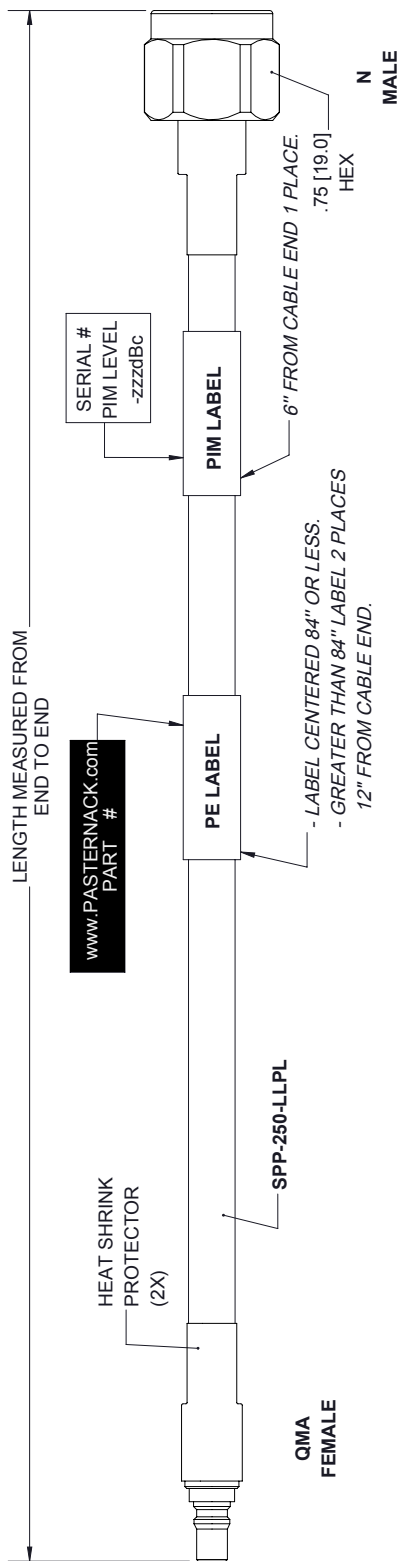 LENGTH MEASURED FROM
END TO END
HEAT SHRINK
PROTECTOR
(2X)
www.PASTERNACK.com
PART #
SERIAL #
PIM LEVEL
-zzzdBc
PE LABEL
PIM LABEL
QMA
FEMALE
SPP-250-LLPL
- LABEL CENTERED 84" OR LESS.
- GREATER THAN 84" LABEL 2 PLACES
12" FROM CABLE END.
6" FROM CABLE END 1 PLACE.
.75 [19.0]
HEX
N
MALE